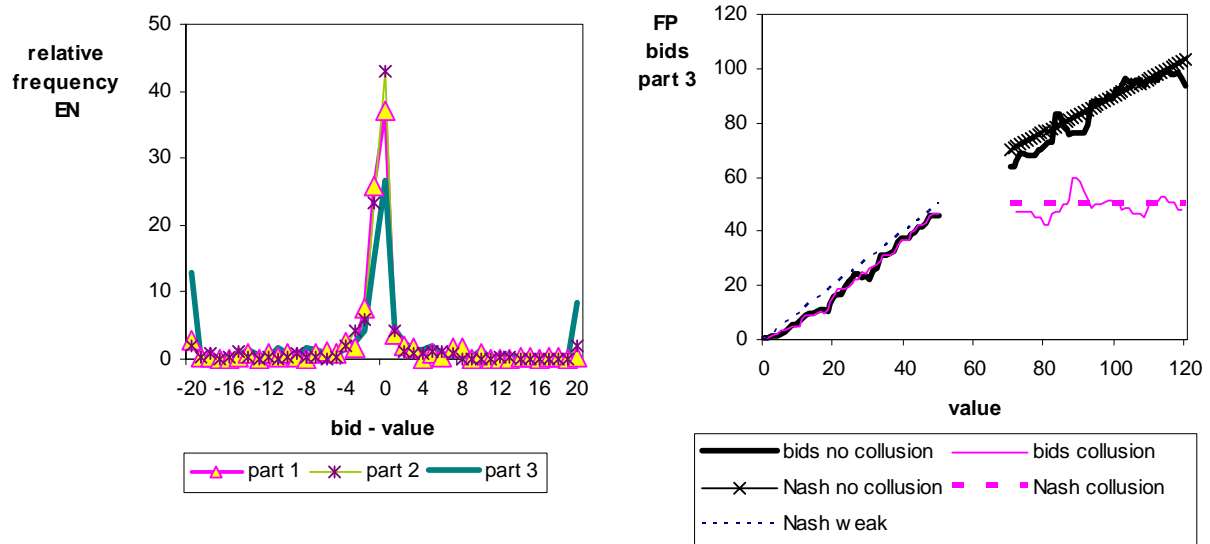 relative
frequency
EN
50
40
30
20
10
0
-20 -16 -12 -8 -4 0 4 8 12 16 20
bid - value
part 1 part 2 part 3
FP
bids
part 3
120
100
80
60
40
20
0
0 20 40 60 80 100 120
value
bids no collusion bids collusion
Nash no collusion Nash collusion
Nash weak